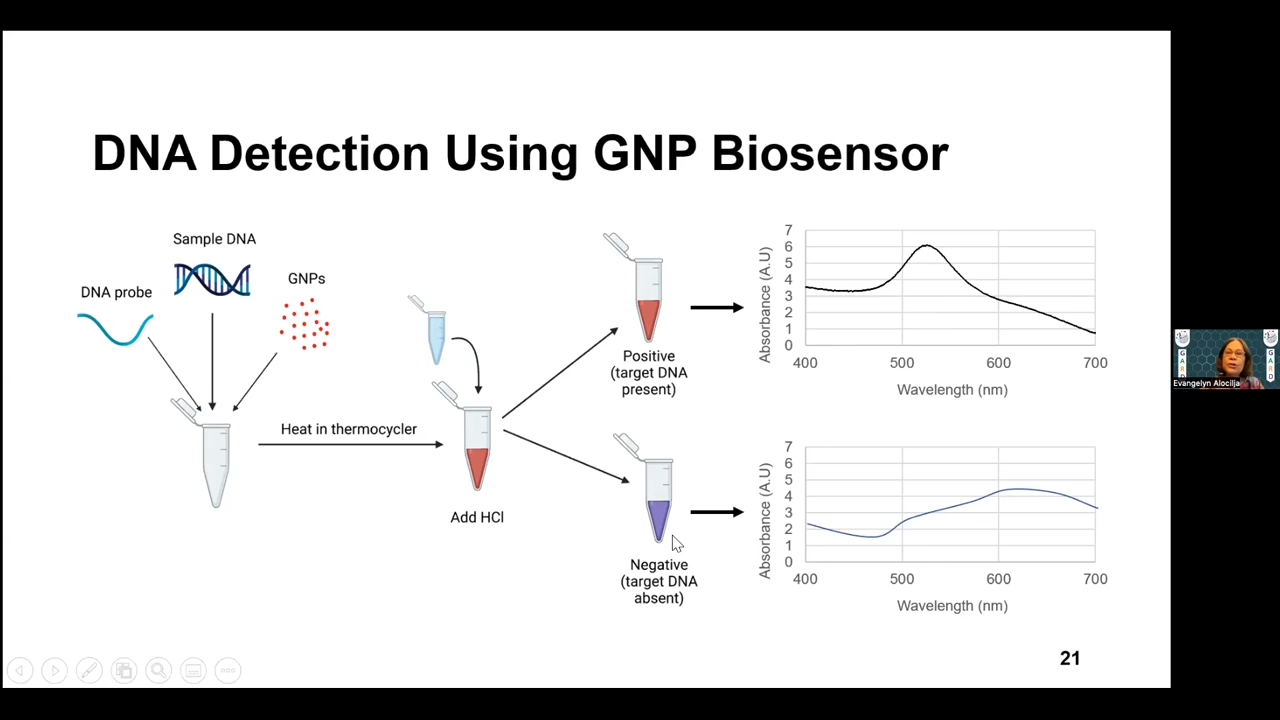 DNA Detection Using GNP Biosensor
Sample DNA
DNA probe
GNPs
Heat in thermocycler
Add HCl
Positive
(target DNA
present)
Negative
(target DNA
absent)
Absorbance (A.U)
7
6
5
4
3
2
1
0
400 500 600 700
Wavelength (nm)
Absorbance (A.U)
7
6
5
4
3
2
1
0
400 500 600 700
Wavelength (nm)
21
G A R D
G A R D
Evangelyn Alocilja